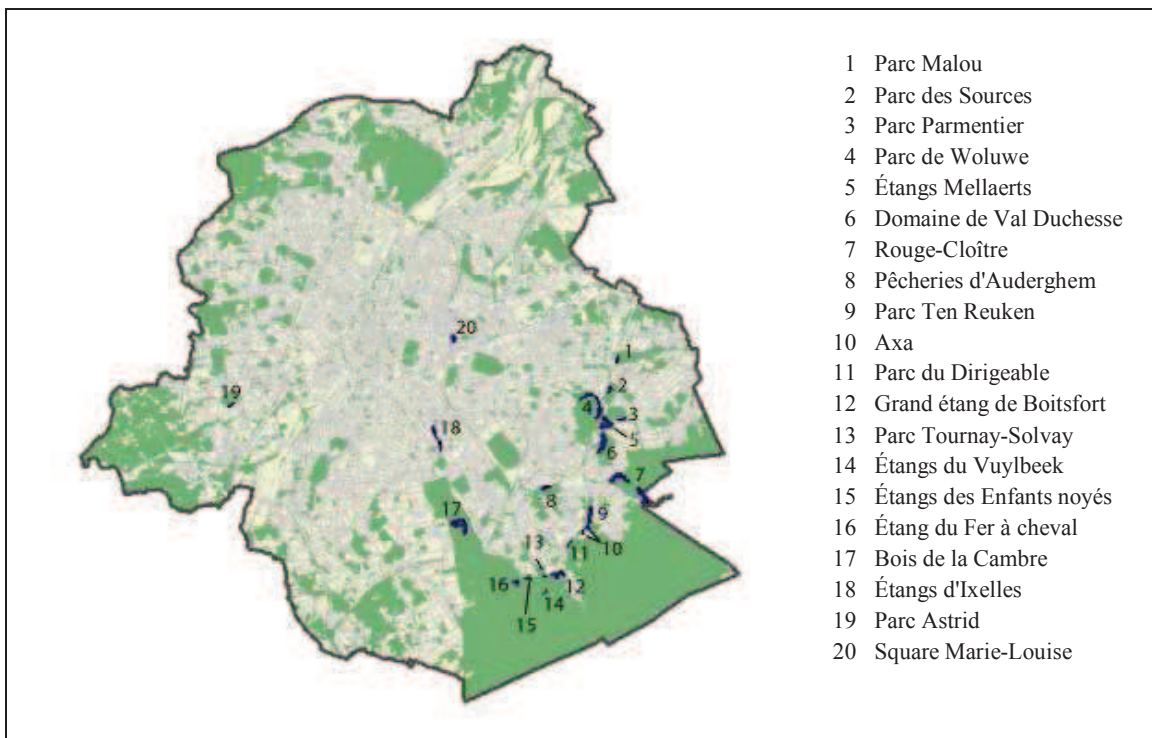 20
1
19
2
4
3
18
5
6
7
8
9
17
13
11
10
16
12
14
15
1 Parc Malou
2 Parc des Sources
3 Parc Parmentier
4 Parc de Woluwe
5 Étangs Mellaerts
6 Domaine de Val Duchesse
7 Rouge-Cloître
8 Pêcheries d'Auderghem
9 Parc Ten Reuken
10 Axa
11 Parc du Dirigeable
12 Grand étang de Boitsfort
13 Parc Tournay-Solvay
14 Étangs du Vuylbeek
15 Étangs des Enfants noyés
16 Étang du Fer à cheval
17 Bois de la Cambre
18 Étangs d'Ixelles
19 Parc Astrid
20 Square Marie-Louise